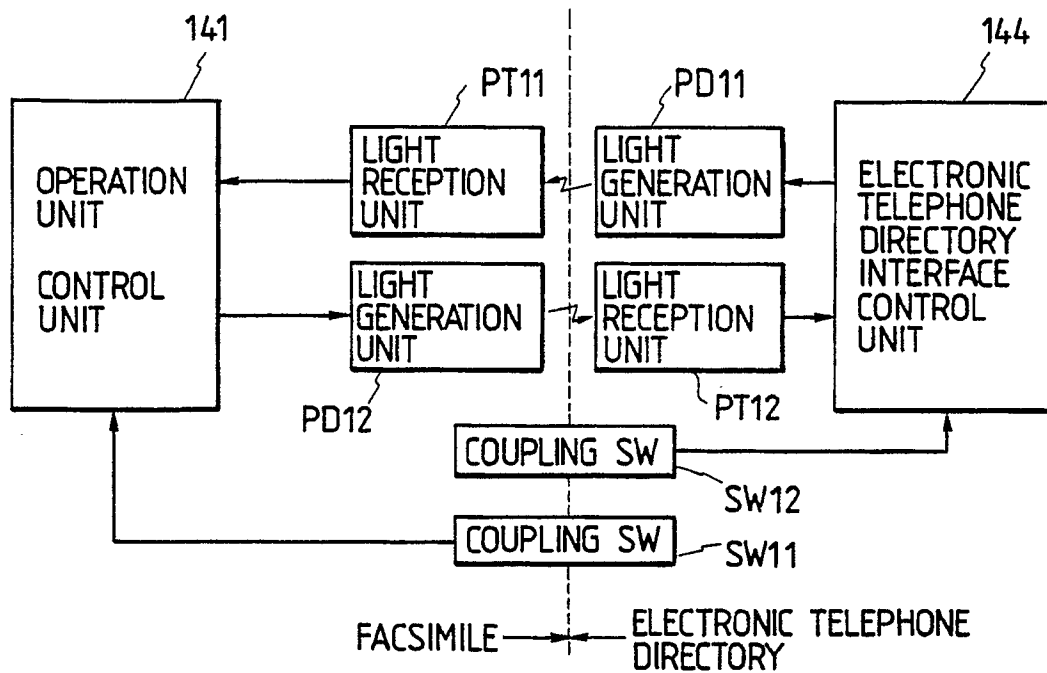 141
144
PT11
PD11
OPERATION
UNIT
CONTROL
UNIT
LIGHT
RECEPTION
UNIT
LIGHT
GENERATION
UNIT
ELECTRONIC
TELEPHONE
DIRECTORY
INTERFACE
CONTROL
UNIT
LIGHT
GENERATION
UNIT
LIGHT
RECEPTION
UNIT
PD12
PT12
COUPLING SW
SW12
COUPLING SW
SW11
FACSIMILE
ELECTRONIC TELEPHONE
DIRECTORY